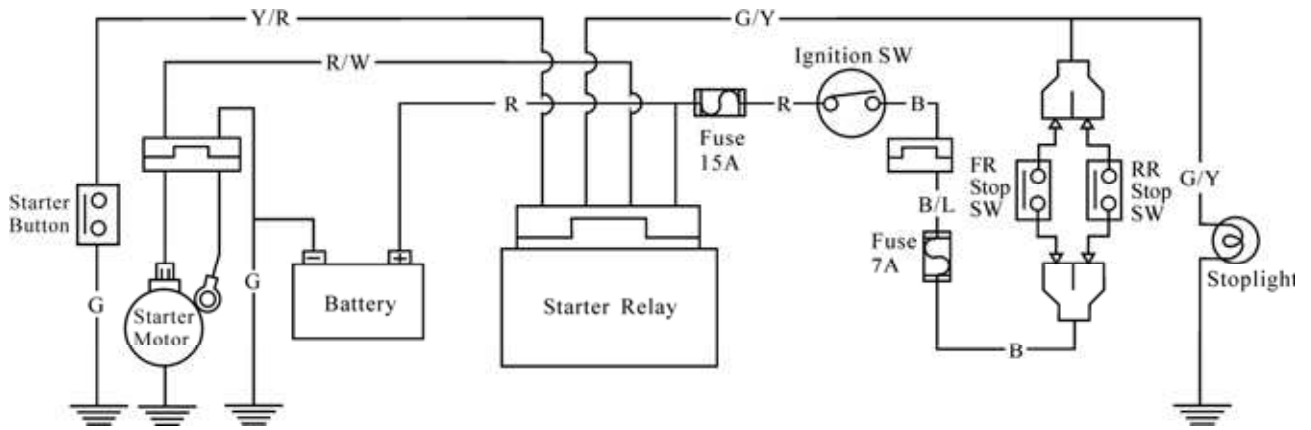 Y/R
G/Y
R/W
Ignition SW
R
R
B
Fuse
15A
FR
Stop
SW
RR
Stop
SW
G/Y
Starter
Button
B/L
Fuse
7A
Stoplight
G
G
Battery
Starter Relay
Starter
Motor
B